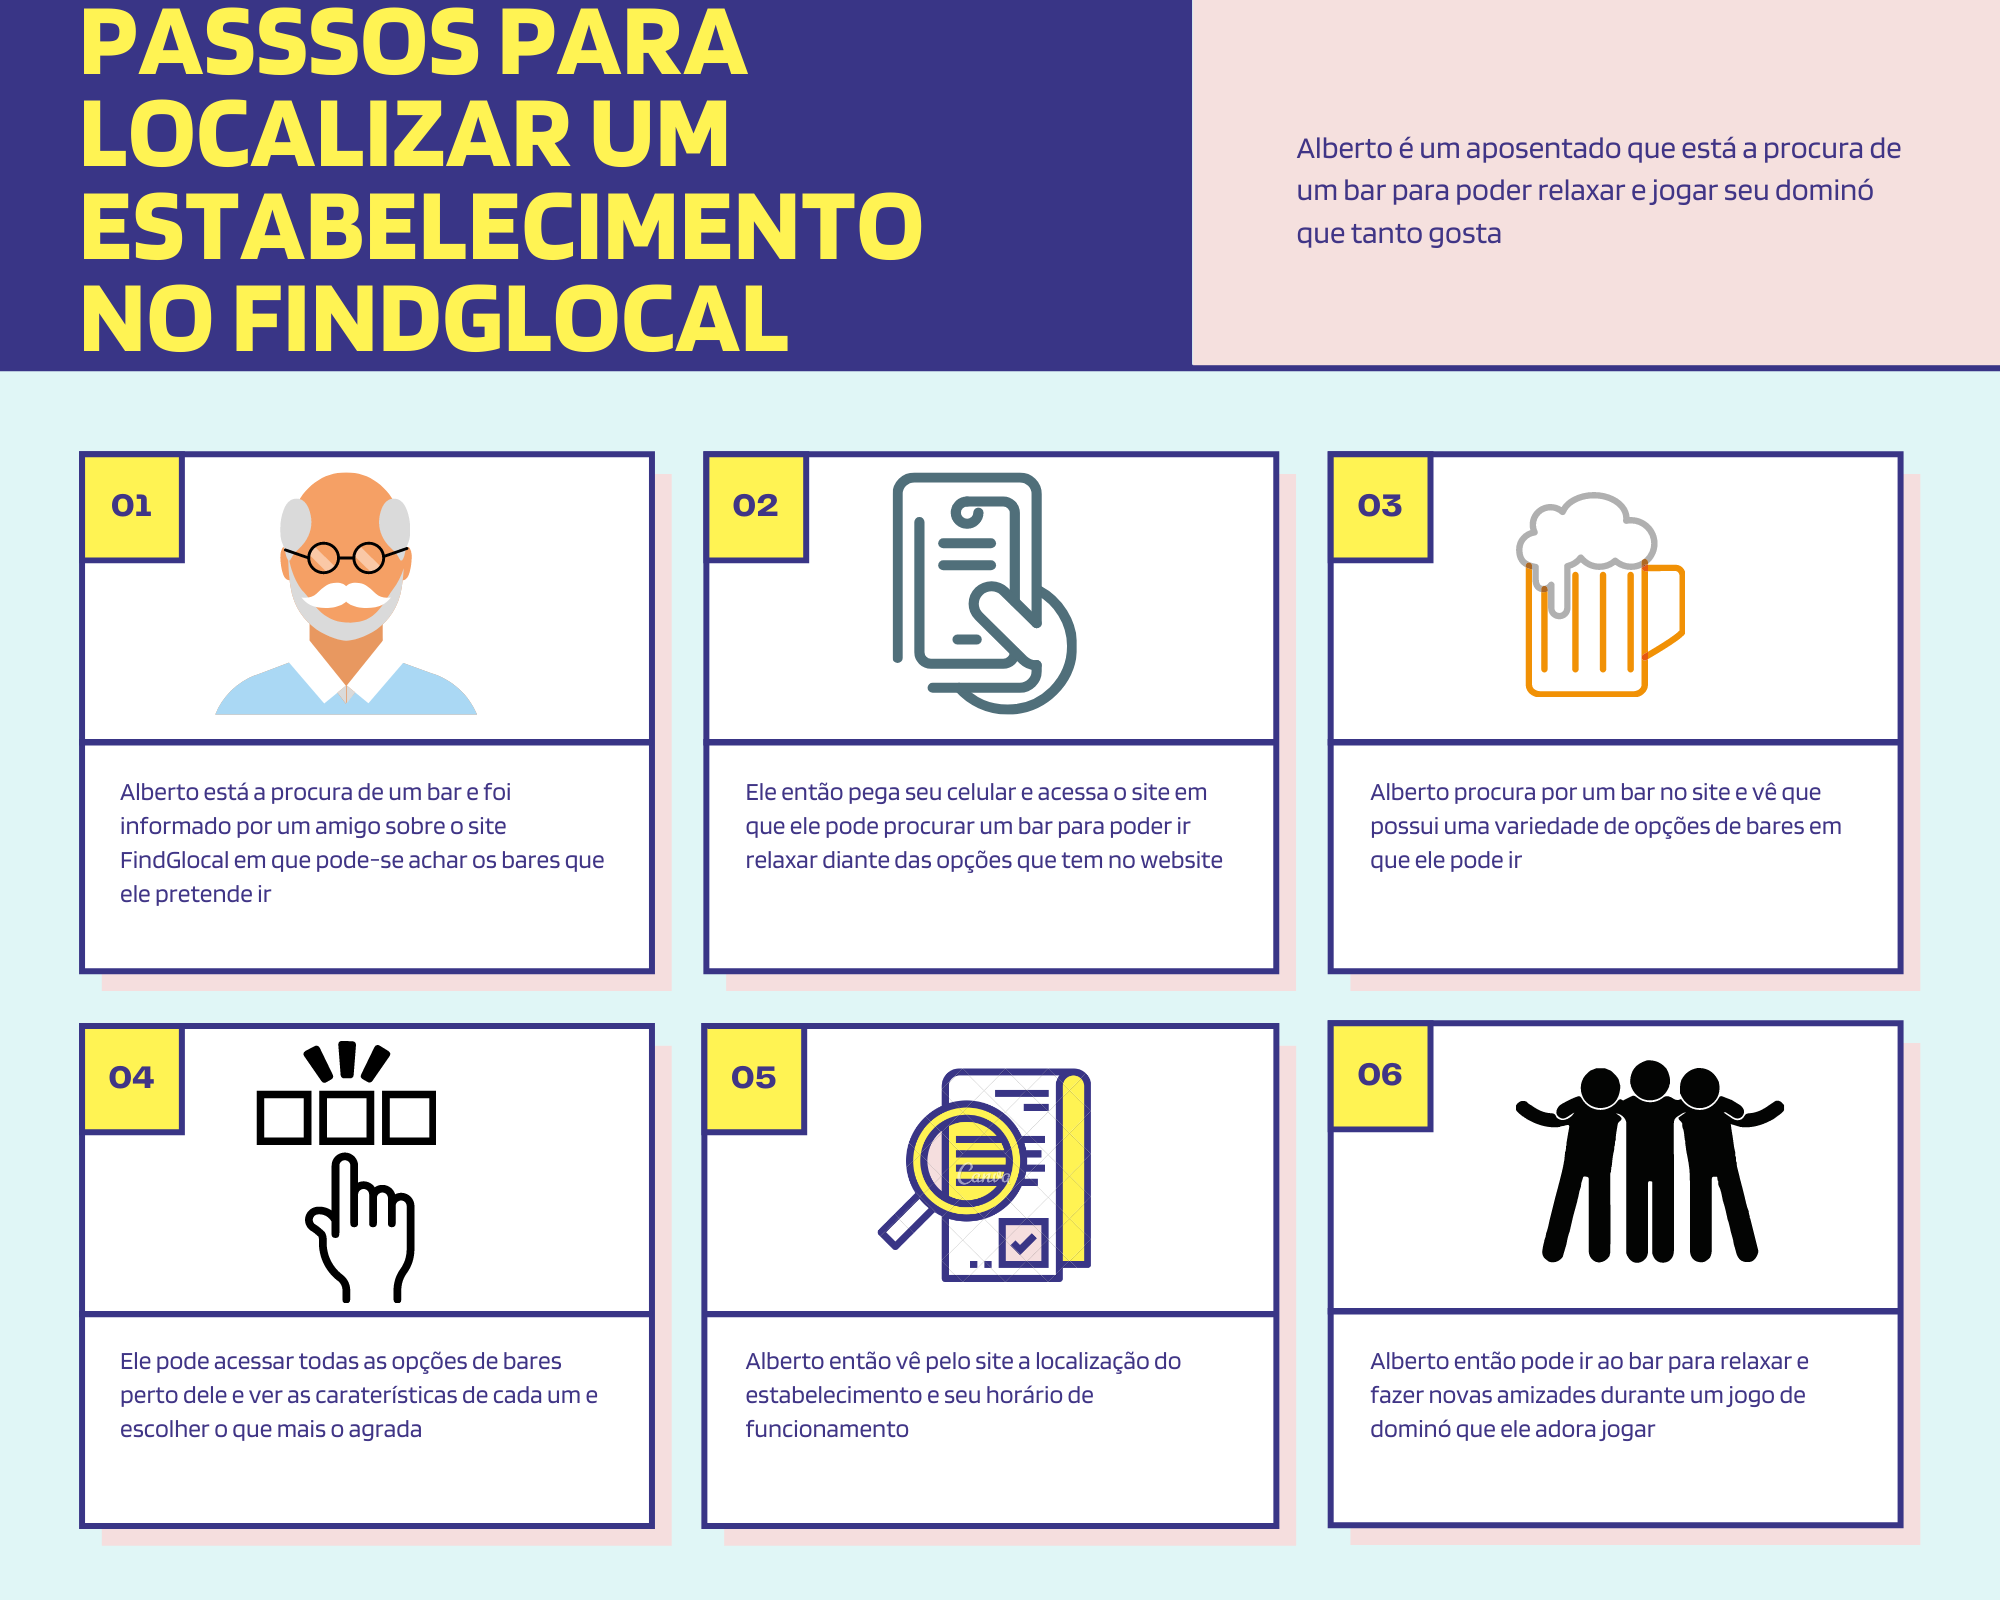 PASSSOS PARA
LOCALIZAR UM
ESTABELECIMENTO
NO FINDGLOCAL
Alberto é um aposentado que está a procura de
um bar para poder relaxar e jogar seu dominó
que tanto gosta
01
Alberto está a procura de um bar e foi
informado por um amigo sobre o site
FindGlocal em que pode-se achar os bares que
ele pretende ir
02
Ele então pega seu celular e acessa o site em
que ele pode procurar um bar para poder ir
relaxar diante das opções que tem no website
03
Alberto procura por um bar no site e vê que
possui uma variedade de opções de bares em
que ele pode ir
04
Ele pode acessar todas as opções de bares
perto dele e ver as caraterísticas de cada um e
escolher o que mais o agrada
05
Canva
Alberto então vê pelo site a localização do
estabelecimento e seu horário de
funcionamento
06
Alberto então pode ir ao bar para relaxar e
fazer novas amizades durante um jogo de
dominó que ele adora jogar